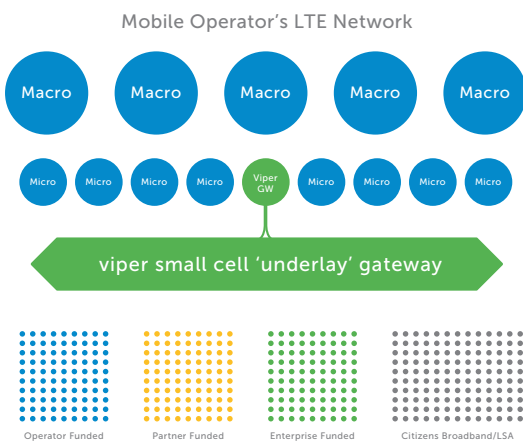 Mobile Operator’s LTE Network
Macro Macro Macro Macro Macro
Micro Micro Micro Micro Viper GW Micro Micro Micro Micro
viper small cell ‘underlay’ gateway
Operator Funded Partner Funded Enterprise Funded Citizens Broadband/LSA